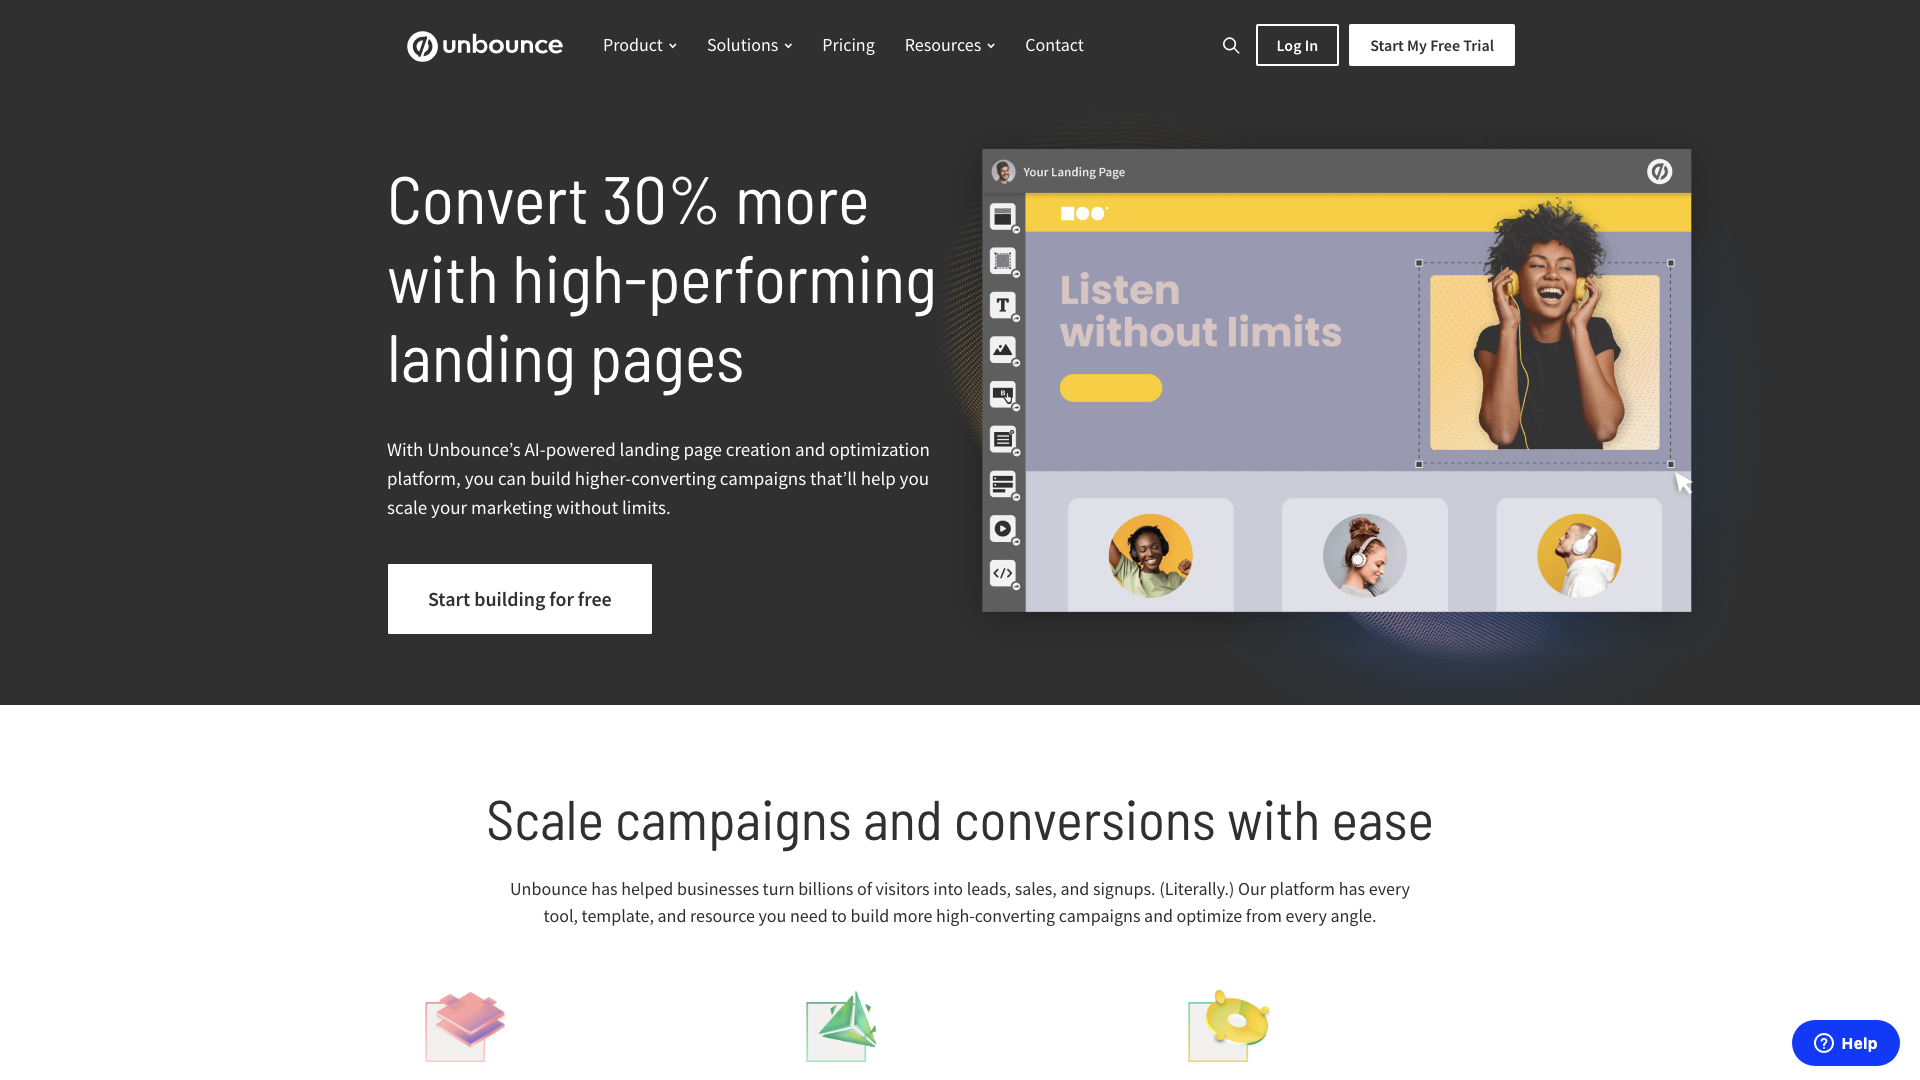 unbounce
Product
Solutions
Pricing
Resources
Contact
Log In
Start My Free Trial
Convert 30% more
with high-performing
landing pages
With Unbounce’s AI-powered landing page creation and optimization
platform, you can build higher-converting campaigns that’ll help you
scale your marketing without limits.
Start building for free
Your Landing Page
T
B
</>
Listen
without limits
Scale campaigns and conversions with ease
Unbounce has helped businesses turn billions of visitors into leads, sales, and signups. (Literally.) Our platform has every
tool, template, and resource you need to build more high-converting campaigns and optimize from every angle.
? Help